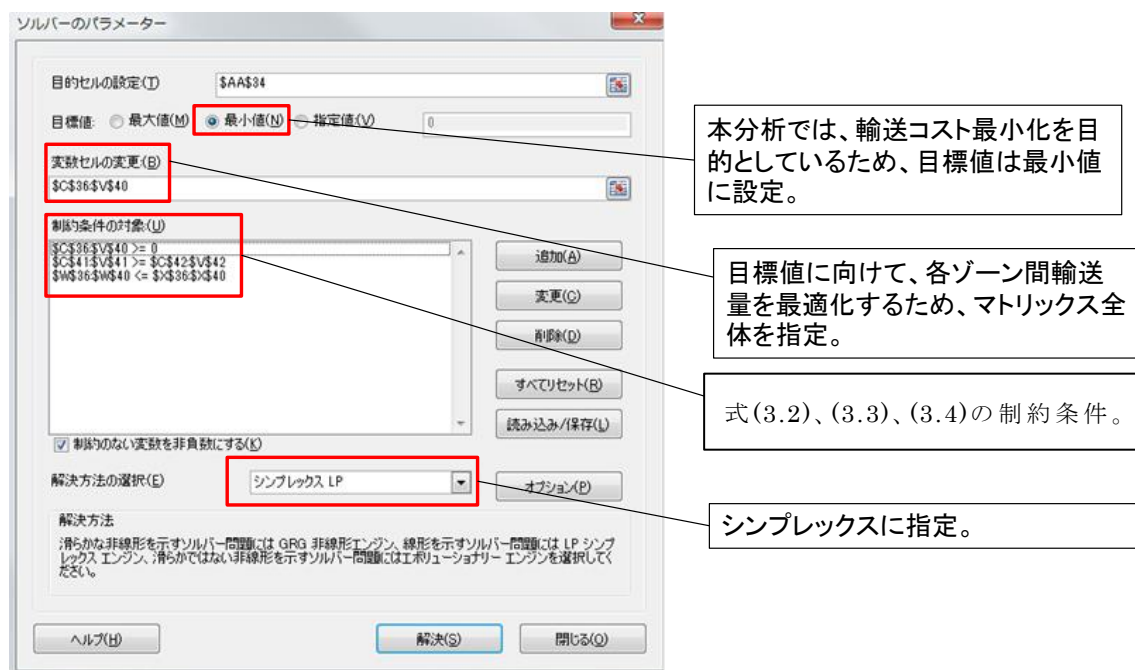 ソルバーのパラメーター
目的セルの設定:(T)
$AA$34
目標値:
最大値(M)
最小値(N)
指定値:(V)
0
変数セルの変更:(B)
$C$36:$V$40
制約条件の対象:(U)
$C$36:$V$40 >= 0
$C$41:$V$41 >= $C$42:$V$42
$W$36:$W$40 <= $X$36:$X$40
追加(A)
変更(C)
削除(D)
すべてリセット(R)
読み込み/保存(L)
制約のない変数を非負数にする(K)
解決方法の選択:(E)
シンプレックス LP
オプション(P)
解決方法
滑らかな非線形を示すソルバー問題には GRG 非線形エンジン、線形を示すソルバー問題には LP シンプ
レックス エンジン、滑らかではない非線形を示すソルバー問題にはエボリューショナリー エンジンを選択してく
ださい。
ヘルプ(H)
解決(S)
閉じる(O)
本分析では、輸送コスト最小化を目
的としているため、目標値は最小値
に設定。
目標値に向けて、各ゾーン間輸送
量を最適化するため、マトリックス全
体を指定。
式(3.2)、(3.3)、(3.4)の制約条件。
シンプレックスに指定。